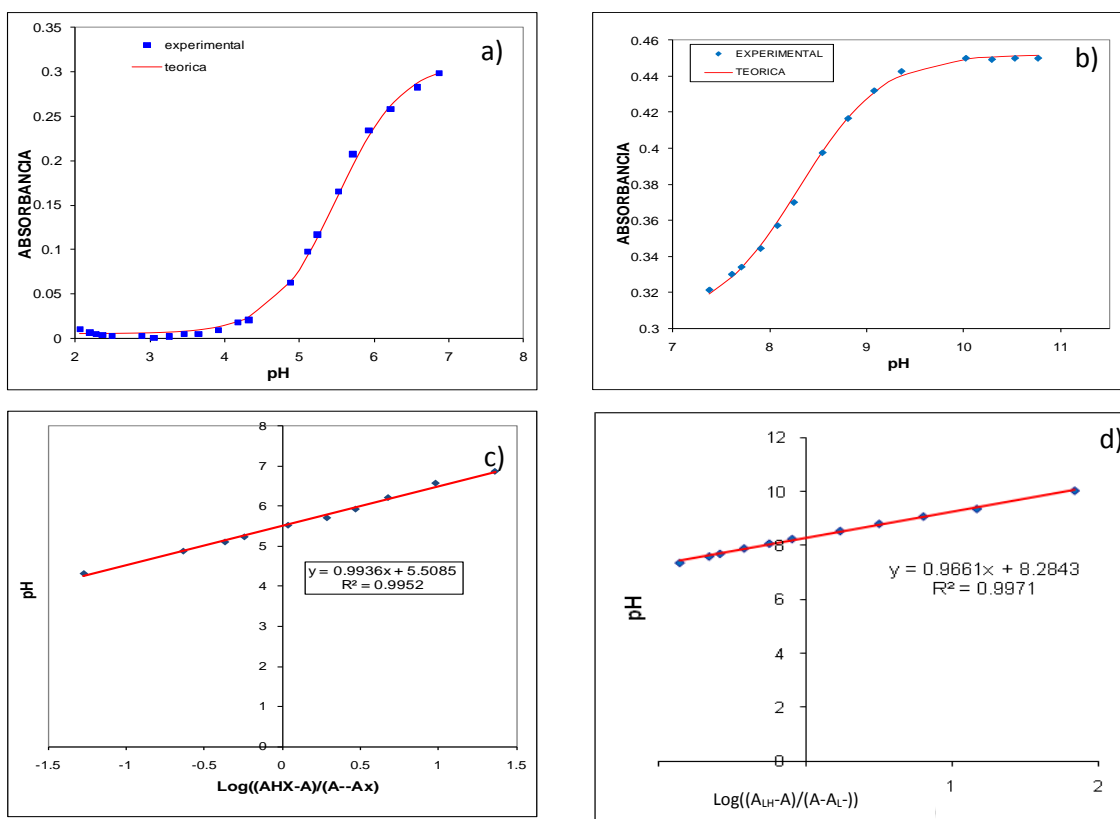 a)
experimental
teorica
ABSORBANCIA
0.35
0.3
0.25
0.2
0.15
0.1
0.05
0
2 3 4 5 6 7 8
pH
b)
EXPERIMENTAL
TEORICA
ABSORBANCIA
0.46
0.44
0.42
0.4
0.38
0.36
0.34
0.32
0.3
7 8 9 10 11
pH
c)
pH
8
7
6
5
4
3
2
1
0
y = 0.9936x + 5.5085
R² = 0.9952
-1.5 -1 -0.5 0 0.5 1 1.5
Log((AHX-A)/(A--Ax)
d)
pH
12
10
8
6
4
2
0
y = 0.9661x + 8.2843
R² = 0.9971
1 2
Log((ALH-A)/(A-AL-))